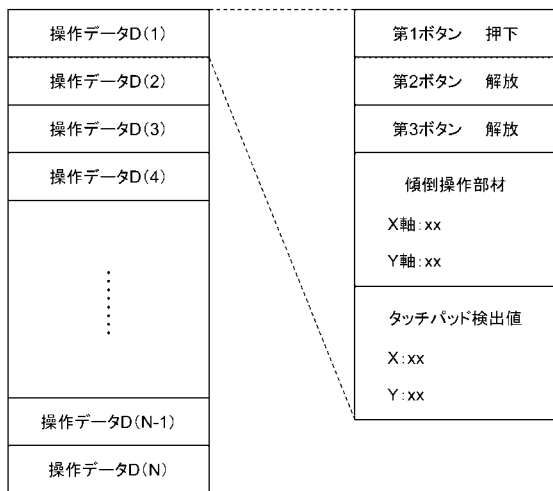 操作データD(1)
操作データD(2)
操作データD(3)
操作データD(4)
操作データD(N-1)
操作データD(N)
第1ボタン 押下
第2ボタン 解放
第3ボタン 解放
傾倒操作部材
X軸:xx
Y軸:xx
タッチパッド検出値
X:xx
Y:xx